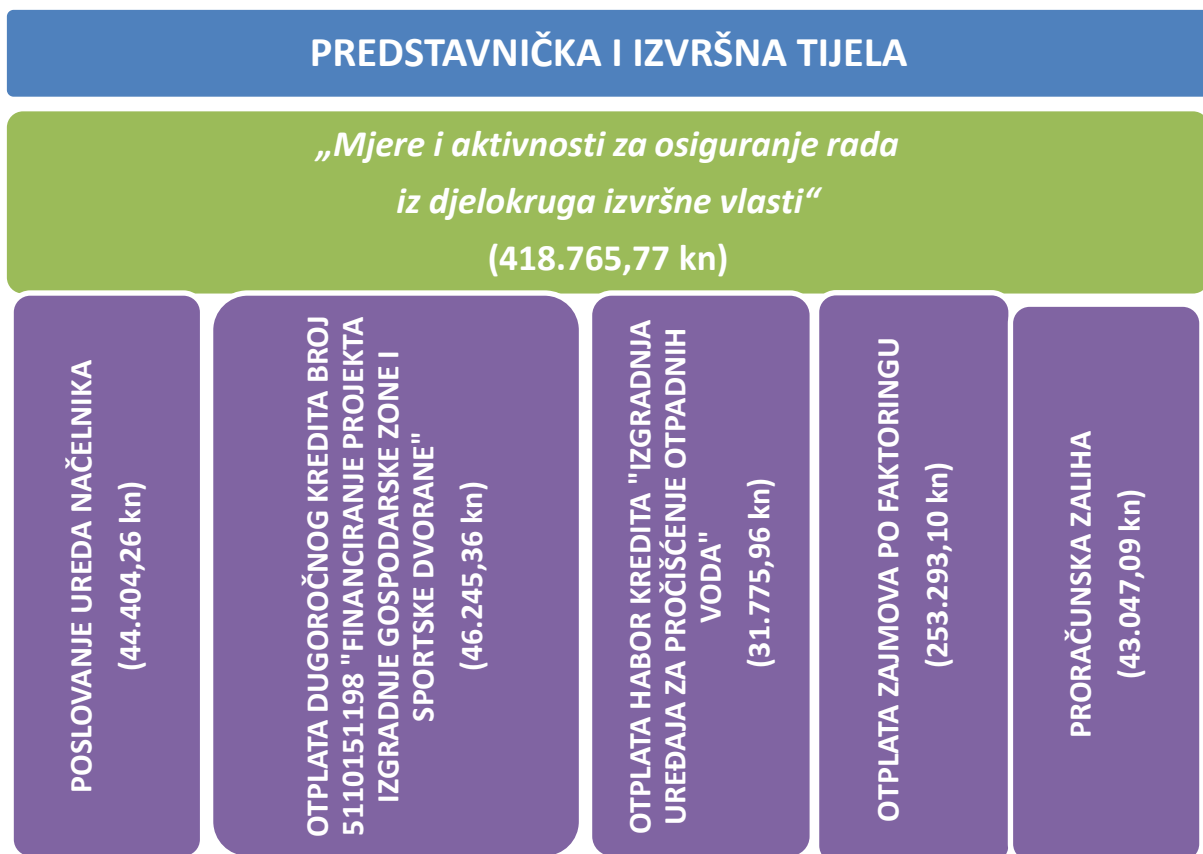 PREDSTAVNIČKA I IZVRŠNA TIJELA
„Mjere i aktivnosti za osiguranje rada
iz djelokruga izvršne vlasti“
(418.765,77 kn)
POSLOVANJE UREDA NAČELNIKA
(44.404,26 kn)
OTPLATA DUGOROČNOG KREDITA BROJ
5110151198 "FINANCIRANJE PROJEKTA
IZGRADNJE GOSPODARSKE ZONE I
SPORTSKE DVORANE"
(46.245,36 kn)
OTPLATA HABOR KREDITA "IZGRADNJA
UREĐAJA ZA PROČIŠĆENJE OTPADNIH
VODA"
(31.775,96 kn)
OTPLATA ZAJMOVA PO FAKTORINGU
(253.293,10 kn)
PRORAČUNSKA ZALIHA
(43.047,09 kn)